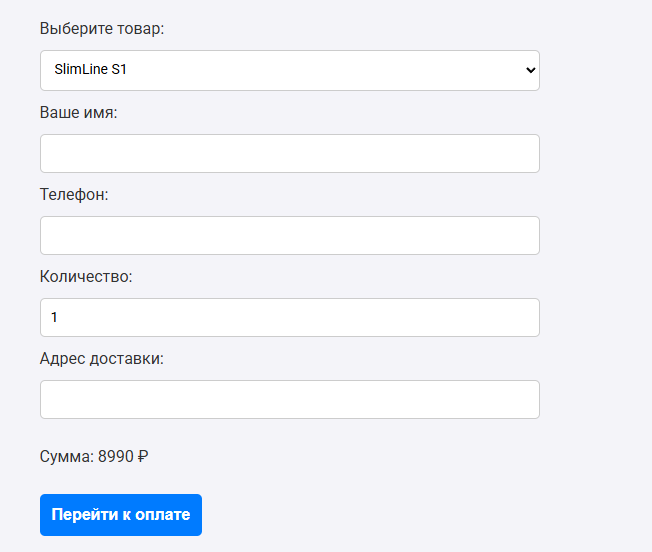 Выберите товар:
SlimLine S1
Ваше имя:
Телефон:
Количество:
1
Адрес доставки:
Сумма: 8990 ₽
Перейти к оплате